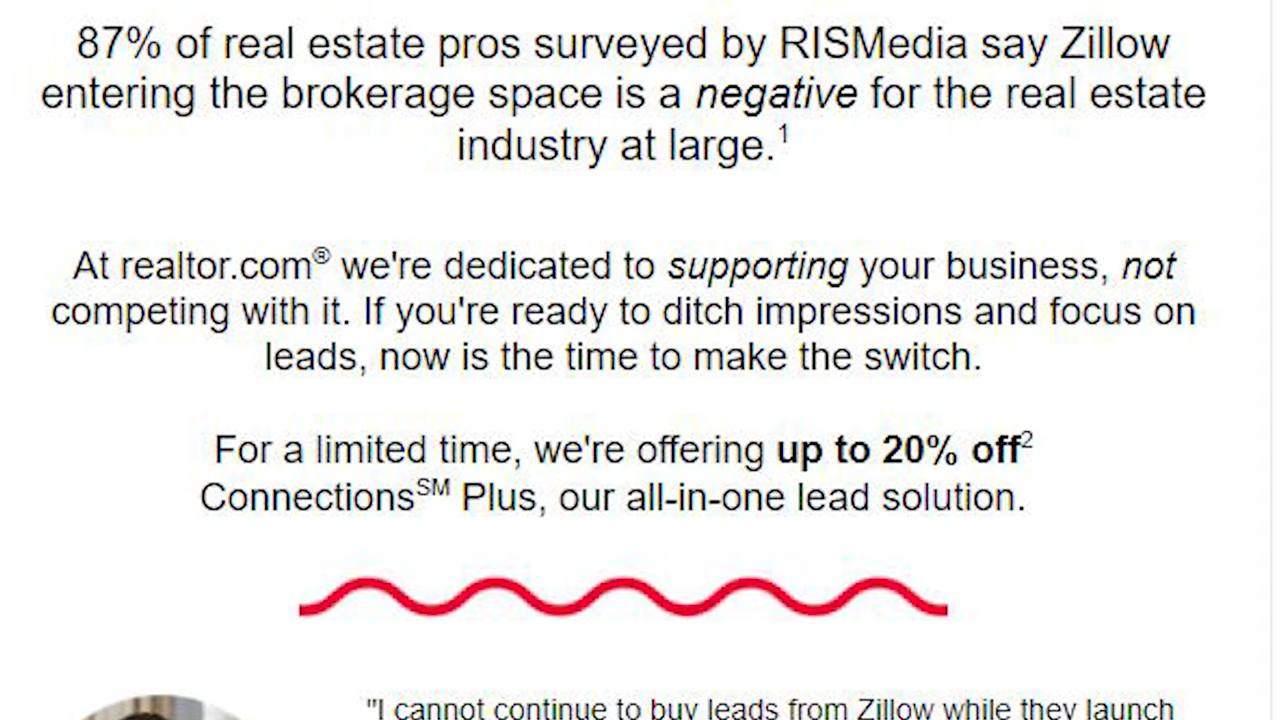 87% of real estate pros surveyed by RISMedia say Zillow
entering the brokerage space is a negative for the real estate
industry at large.¹
At realtor.com® we're dedicated to supporting your business, not
competing with it. If you're ready to ditch impressions and focus on
leads, now is the time to make the switch.
For a limited time, we're offering up to 20% off²
Connections℠ Plus, our all-in-one lead solution.
"I cannot continue to buy leads from Zillow while they launch